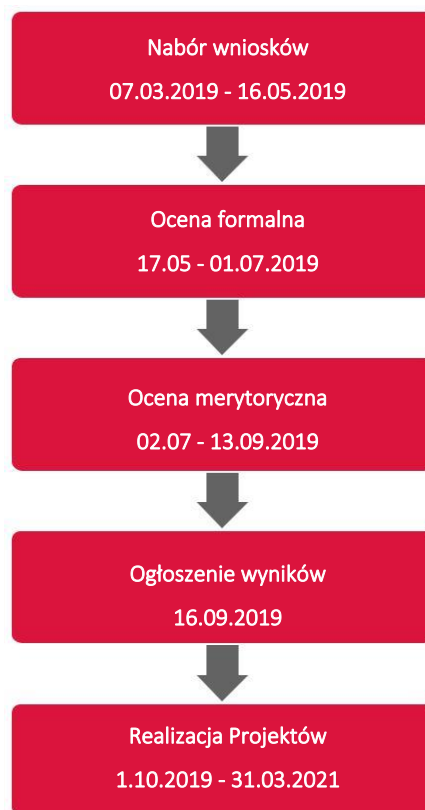 Nabór wniosków
07.03.2019 - 16.05.2019
Ocena formalna
17.05 - 01.07.2019
Ocena merytoryczna
02.07 - 13.09.2019
Ogłoszenie wyników
16.09.2019
Realizacja Projektów
1.10.2019 - 31.03.2021